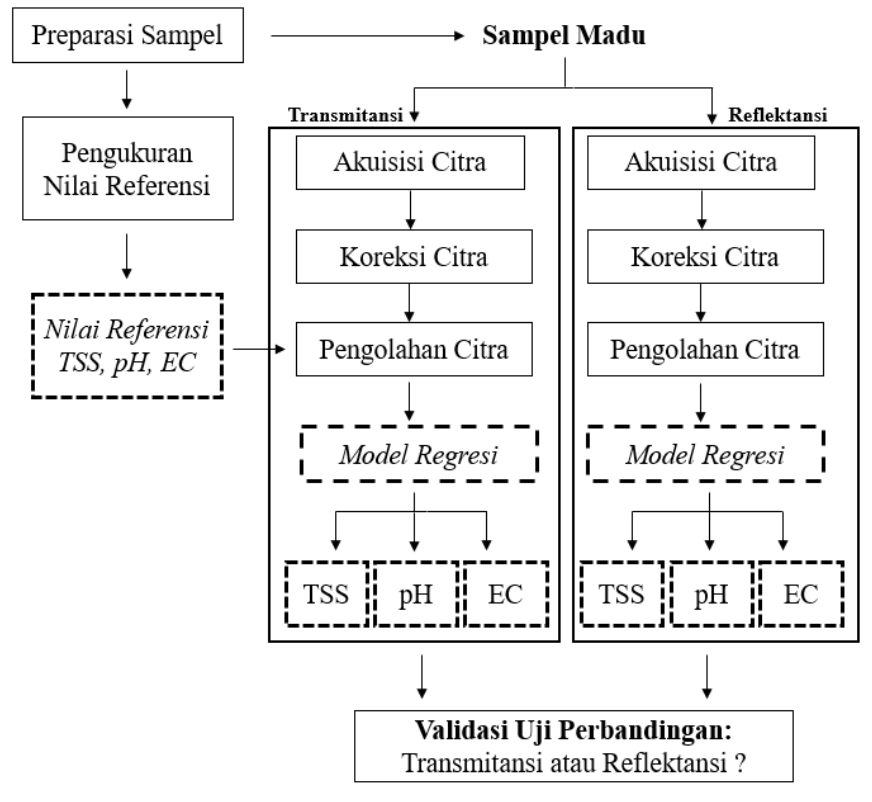 Preparasi Sampel
Sampel Madu
Pengukuran
Nilai Referensi
Nilai Referensi
TSS, pH, EC
Transmitansi
Akuisisi Citra
Koreksi Citra
Pengolahan Citra
Model Regresi
TSS
pH
EC
Reflektansi
Akuisisi Citra
Koreksi Citra
Pengolahan Citra
Model Regresi
TSS
pH
EC
Validasi Uji Perbandingan:
Transmitansi atau Reflektansi ?